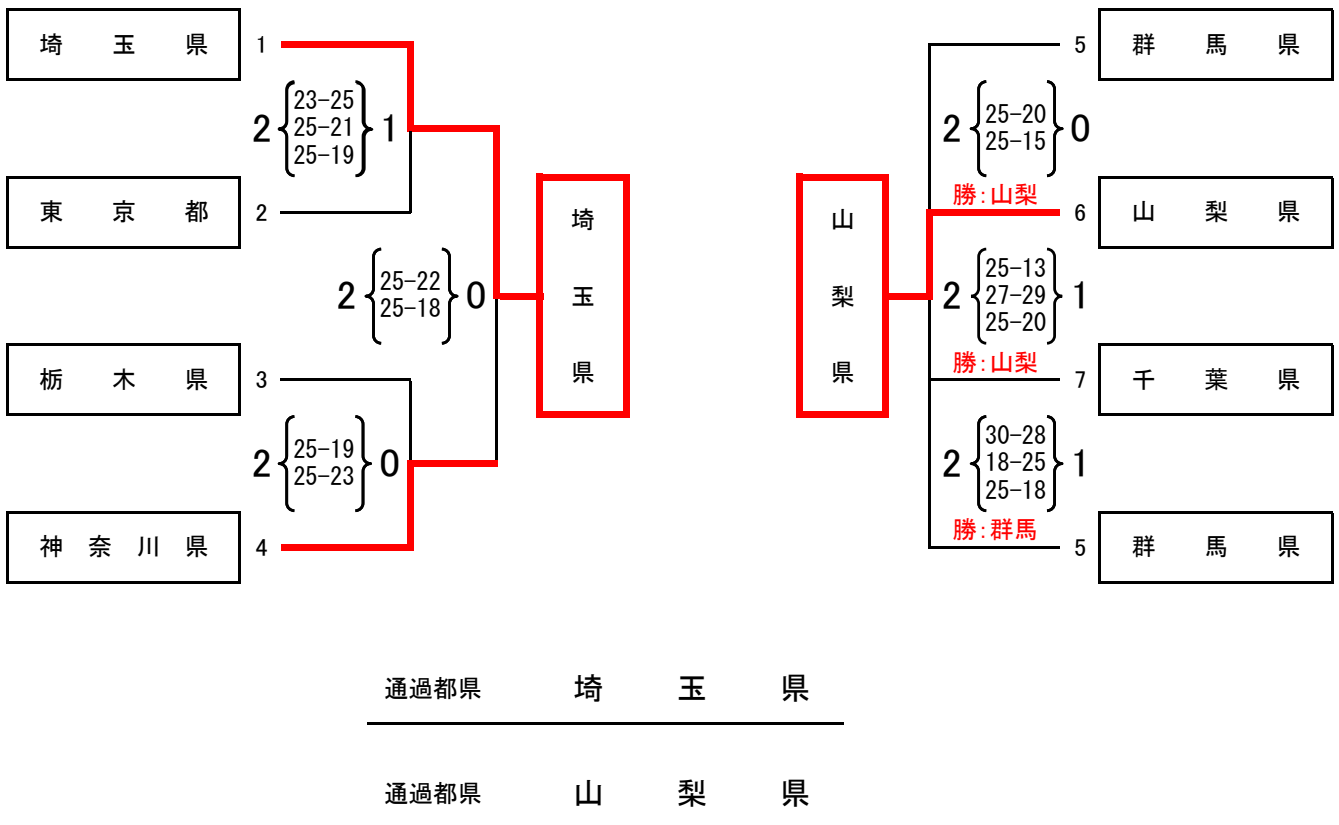 埼玉県 1
23-25
2 25-21 1
25-19
東京都 2
2 25-22 0
25-18
栃木県 3
2 25-19 0
25-23
神奈川県 4
埼玉県
山梨県
5 群馬県
2 25-20 0
25-15
勝:山梨
6 山梨県
25-13
2 27-29 1
25-20
勝:山梨
7 千葉県
30-28
2 18-25 1
25-18
勝:群馬
5 群馬県
通過都県 埼玉県
通過都県 山梨県